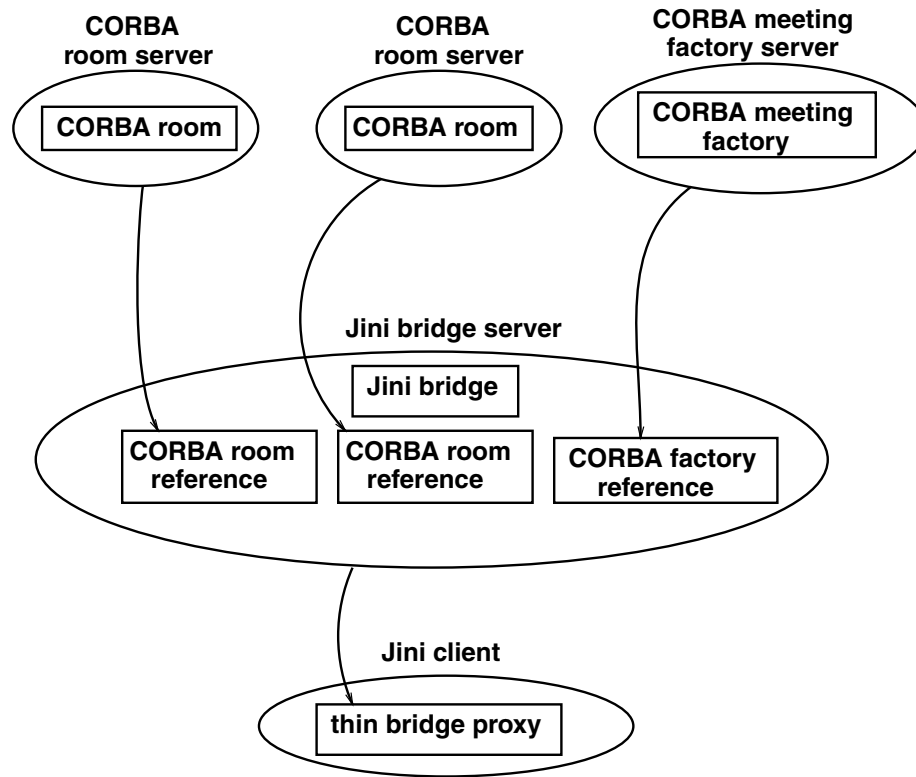 CORBA
room server
CORBA
room server
CORBA meeting
factory server
CORBA room
CORBA room
CORBA meeting
factory
Jini bridge server
Jini bridge
CORBA room
reference
CORBA room
reference
CORBA factory
reference
Jini client
thin bridge proxy